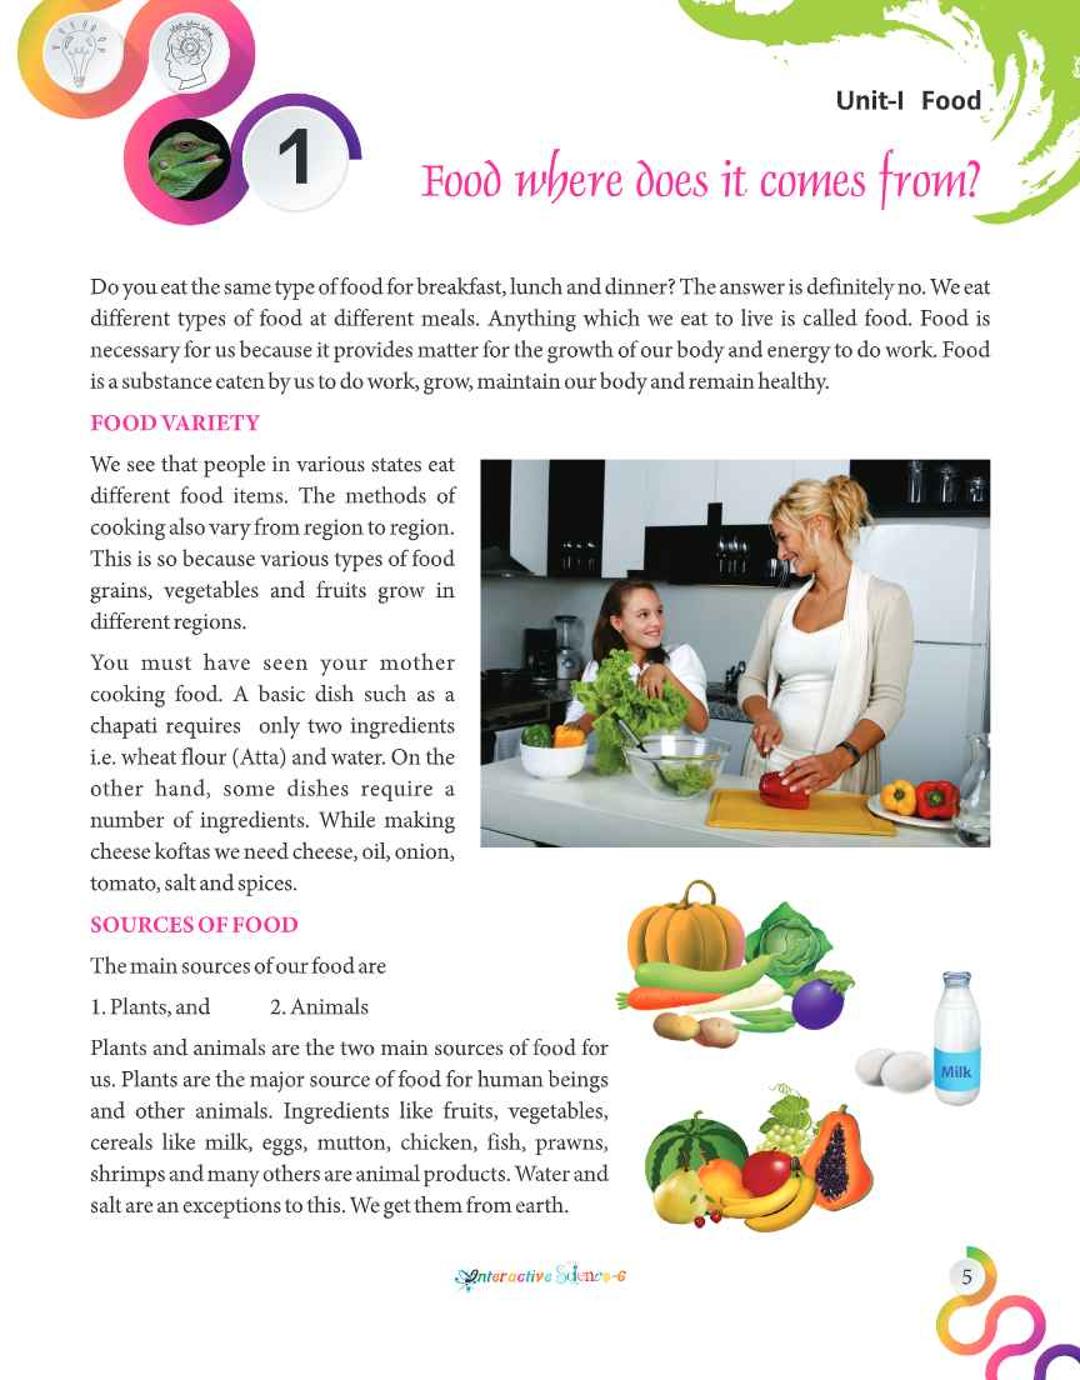 Unit-I Food
1
Food where does it comes from?
Do you eat the same type of food for breakfast, lunch and dinner? The answer is definitely no. We eat
different types of food at different meals. Anything which we eat to live is called food. Food is
necessary for us because it provides matter for the growth of our body and energy to do work. Food
is a substance eaten by us to do work, grow, maintain our body and remain healthy.
FOOD VARIETY
We see that people in various states eat
different food items. The methods of
cooking also vary from region to region.
This is so because various types of food
grains, vegetables and fruits grow in
different regions.
You must have seen your mother
cooking food. A basic dish such as a
chapati requires only two ingredients
i.e. wheat flour (Atta) and water. On the
other hand, some dishes require a
number of ingredients. While making
cheese koftas we need cheese, oil, onion,
tomato, salt and spices.
SOURCES OF FOOD
The main sources of our food are
1. Plants, and 2. Animals
Plants and animals are the two main sources of food for
us. Plants are the major source of food for human beings
and other animals. Ingredients like fruits, vegetables,
cereals like milk, eggs, mutton, chicken, fish, prawns,
shrimps and many others are animal products. Water and
salt are an exceptions to this. We get them from earth.
Milk
Interactive Science-6
5